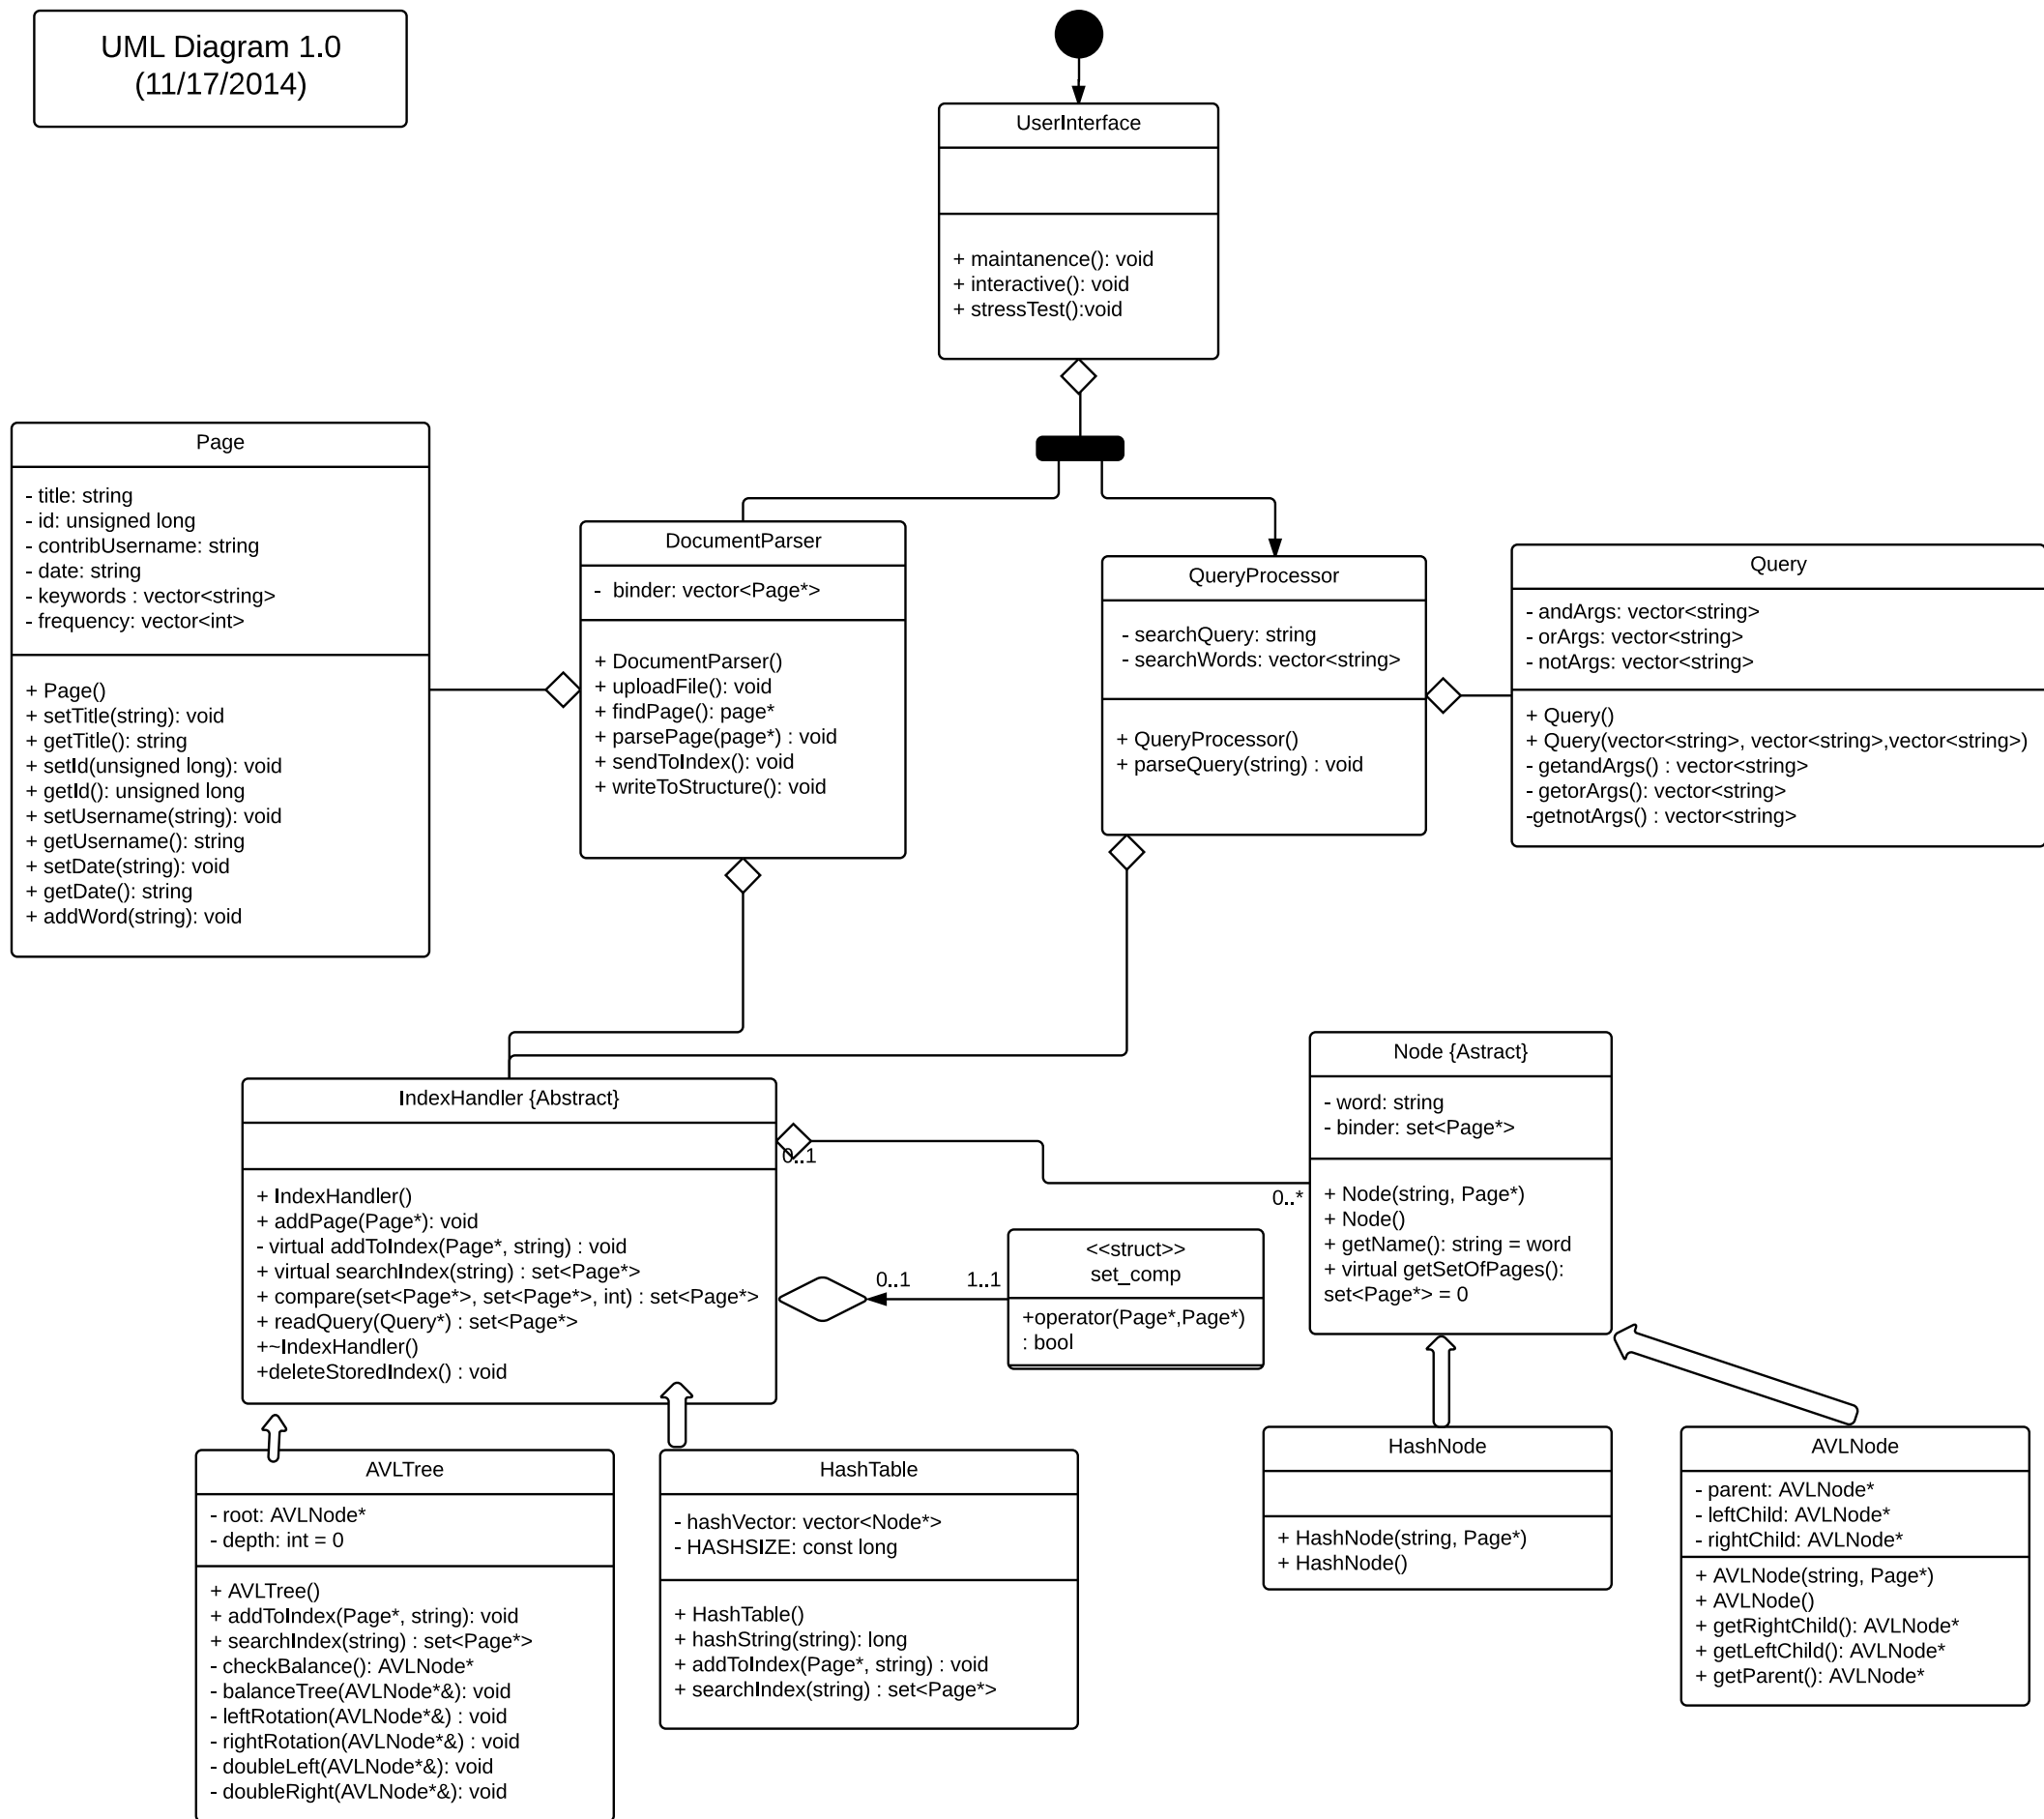 UML Diagram 1.0
(11/17/2014)
UserInterface
+ maintanence(): void
+ interactive(): void
+ stressTest():void
Page
- title: string
- id: unsigned long
- contribUsername: string
- date: string
- keywords : vector<string>
- frequency: vector<int>
+ Page()
+ setTitle(string): void
+ getTitle(): string
+ setId(unsigned long): void
+ getId(): unsigned long
+ setUsername(string): void
+ getUsername(): string
+ setDate(string): void
+ getDate(): string
+ addWord(string): void
DocumentParser
- binder: vector<Page*>
+ DocumentParser()
+ uploadFile(): void
+ findPage(): page*
+ parsePage(page*) : void
+ sendToIndex(): void
+ writeToStructure(): void
QueryProcessor
- searchQuery: string
- searchWords: vector<string>
+ QueryProcessor()
+ parseQuery(string) : void
Query
- andArgs: vector<string>
- orArgs: vector<string>
- notArgs: vector<string>
+ Query()
+ Query(vector<string>, vector<string>,vector<string>)
- getandArgs() : vector<string>
- getorArgs(): vector<string>
-getnotArgs() : vector<string>
IndexHandler {Abstract}
+ IndexHandler()
+ addPage(Page*): void
- virtual addToIndex(Page*, string) : void
+ virtual searchIndex(string) : set<Page*>
+ compare(set<Page*>, set<Page*>, int) : set<Page*>
+ readQuery(Query*) : set<Page*>
+~IndexHandler()
+deleteStoredIndex() : void
0..1
0..*
0..1
1..1
<<struct>>
set_comp
+operator(Page*,Page*)
: bool
Node {Astract}
- word: string
- binder: set<Page*>
+ Node(string, Page*)
+ Node()
+ getName(): string = word
+ virtual getSetOfPages():
set<Page*> = 0
AVLTree
- root: AVLNode*
- depth: int = 0
+ AVLTree()
+ addToIndex(Page*, string): void
+ searchIndex(string) : set<Page*>
- checkBalance(): AVLNode*
- balanceTree(AVLNode*&): void
- leftRotation(AVLNode*&) : void
- rightRotation(AVLNode*&) : void
- doubleLeft(AVLNode*&): void
- doubleRight(AVLNode*&): void
HashTable
- hashVector: vector<Node*>
- HASHSIZE: const long
+ HashTable()
+ hashString(string): long
+ addToIndex(Page*, string) : void
+ searchIndex(string) : set<Page*>
HashNode
+ HashNode(string, Page*)
+ HashNode()
AVLNode
- parent: AVLNode*
- leftChild: AVLNode*
- rightChild: AVLNode*
+ AVLNode(string, Page*)
+ AVLNode()
+ getRightChild(): AVLNode*
+ getLeftChild(): AVLNode*
+ getParent(): AVLNode*